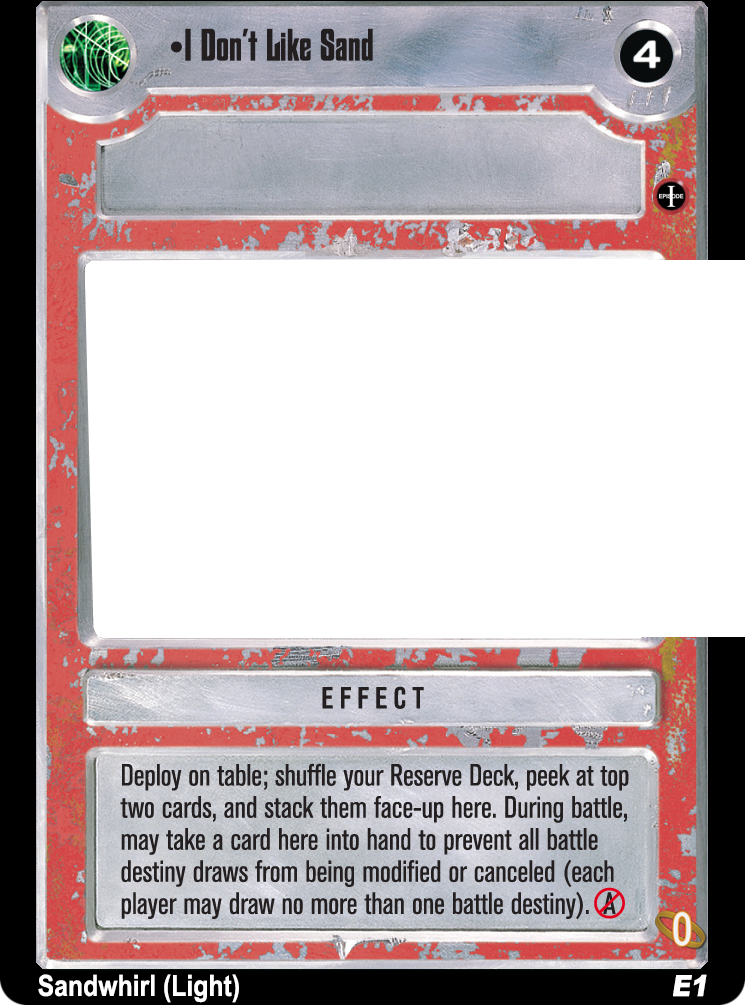 •I Don't Like Sand
4
EPISODE
I
EFFECT
Deploy on table; shuffle your Reserve Deck, peek at top
two cards, and stack them face-up here. During battle,
may take a card here into hand to prevent all battle
destiny draws from being modified or canceled (each
player may draw no more than one battle destiny). A
0
Sandwhirl (Light)
E1